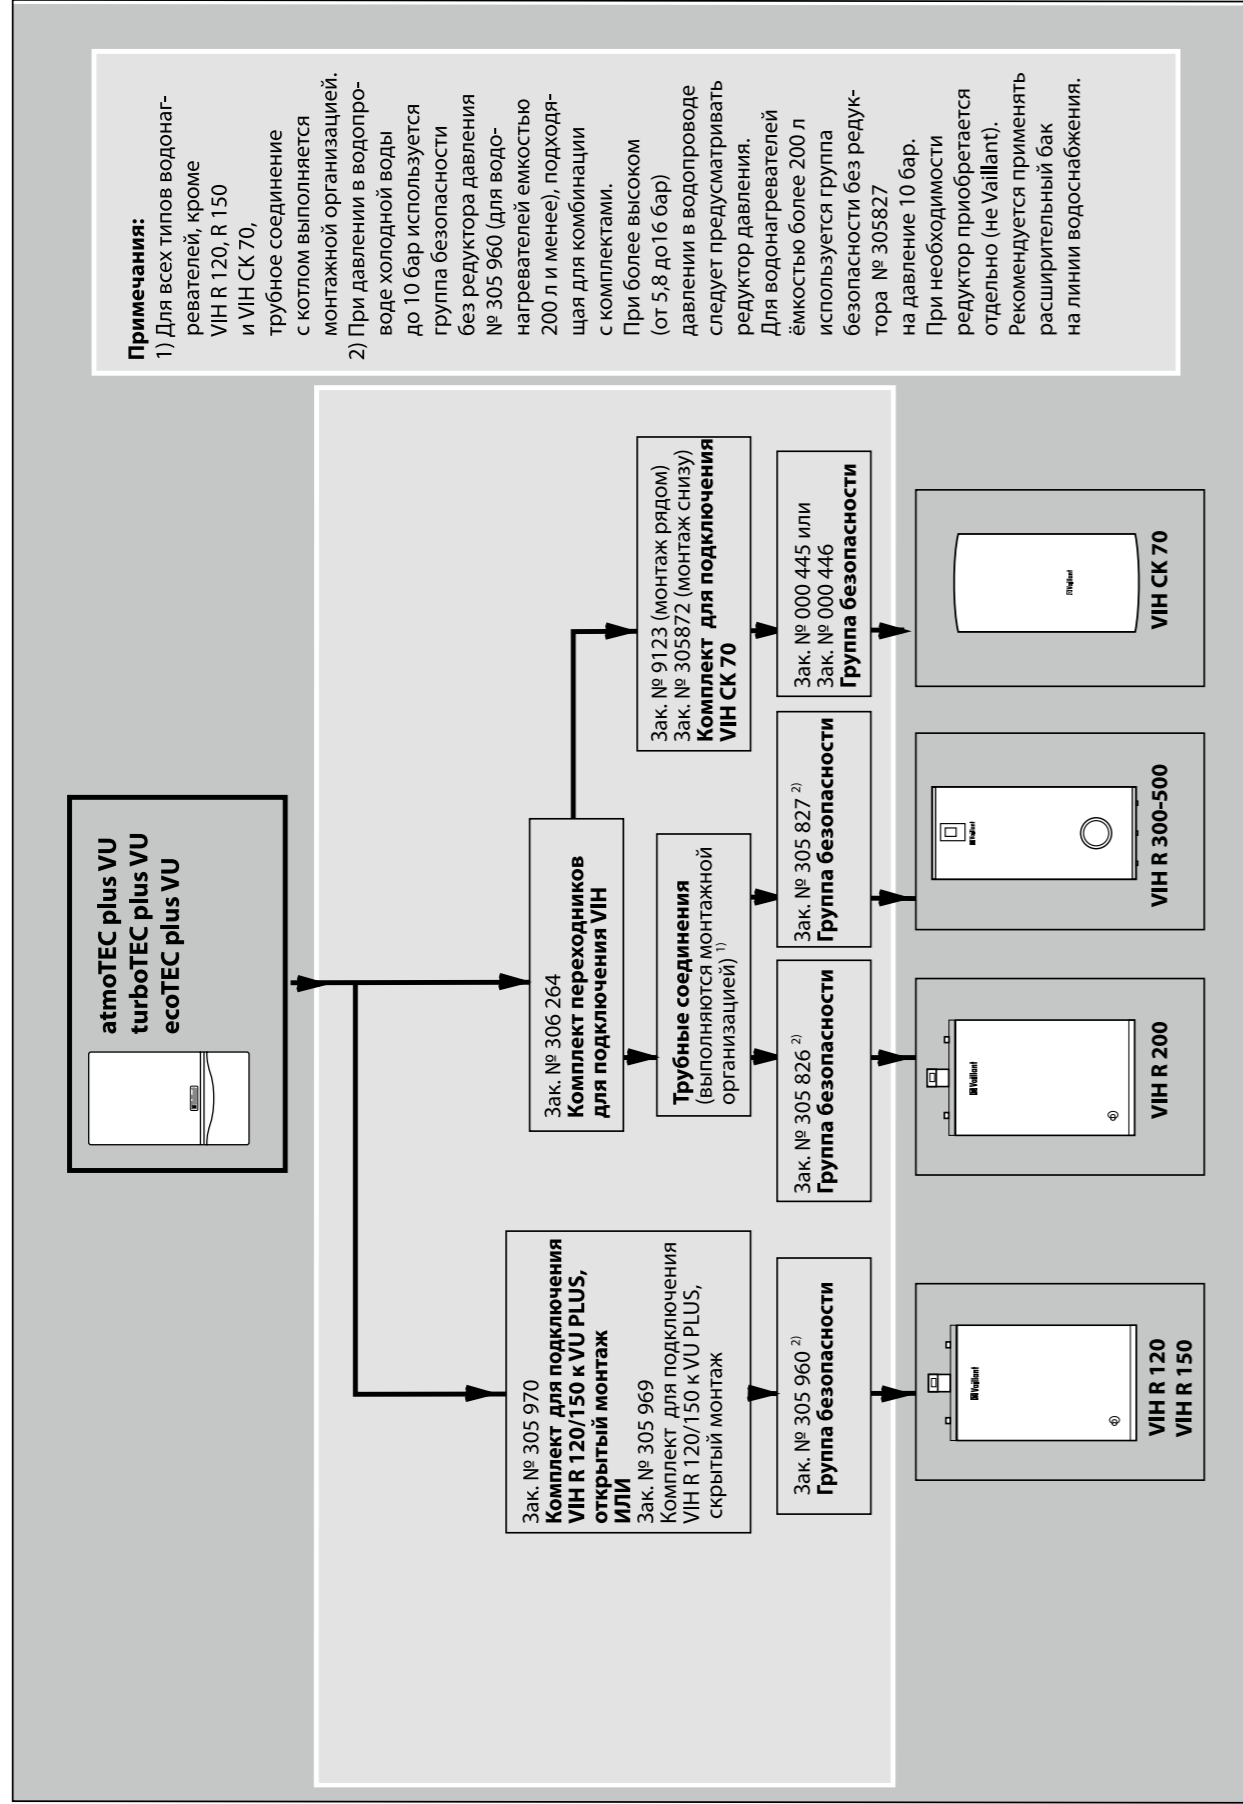 atmoTEC plus VU
turboTEC plus VU
ecoTEC plus VU
Зак. № 305 970
Комплект для подключения
VIH R 120/150 к VU PLUS,
открытый монтаж
ИЛИ
Зак. № 305 969
Комплект для подключения
VIH R 120/150 к VU PLUS,
скрытый монтаж
Зак. № 306 264
Комплект переходников
для подключения VIH
Трубные соединения
(выполняются монтажной
организацией) 1)
Зак. № 9123 (монтаж рядом)
Зак. № 305872 (монтаж снизу)
Комплект для подключения
VIH CK 70
Зак. № 305 960 2)
Группа безопасности
Зак. № 305 826 2)
Группа безопасности
Зак. № 305 827 2)
Группа безопасности
Зак. № 000 445 или
Зак. № 000 446
Группа безопасности
Vaillant
VIH R 120
VIH R 150
Vaillant
VIH R 200
Vaillant
VIH R 300-500
Vaillant
VIH CK 70
Примечания:
1) Для всех типов водонаг-
ревателей, кроме
VIH R 120, R 150
и VIH CK 70,
трубное соединение
с котлом выполняется
монтажной организацией.
2) При давлении в водопро-
воде холодной воды
до 10 бар используется
группа безопасности
без редуктора давления
№ 305 960 (для водо-
нагревателей емкостью
200 л и менее), подходя-
щая для комбинации
с комплектами.
При более высоком
(от 5,8 до16 бар)
давлении в водопроводе
следует предусматривать
редуктор давления.
Для водонагревателей
ёмкостью более 200 л
используется группа
безопасности без редук-
тора № 305827
на давление 10 бар.
При необходимости
редуктор приобретается
отдельно (не Vaillant).
Рекомендуется применять
расширительный бак
на линии водоснабжения.